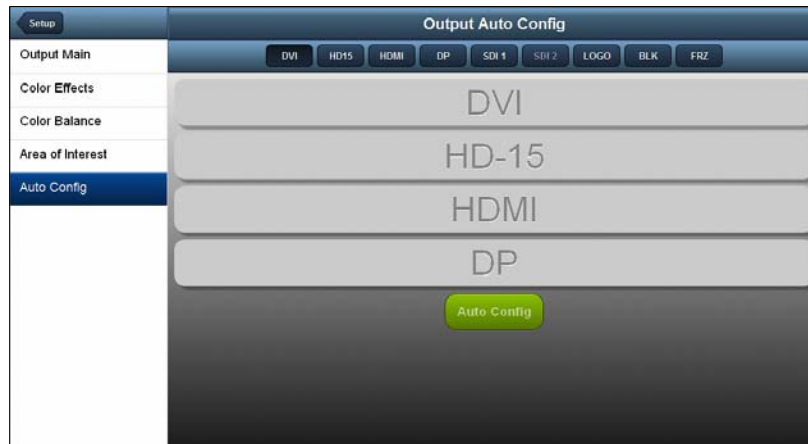 Setup
Output Auto Config
Output Main
DVI HD15 HDMI DP SDI 1 SDI 2 LOGO BLK FRZ
Color Effects
Color Balance
Area of Interest
Auto Config
DVI
HD-15
HDMI
DP
Auto Config